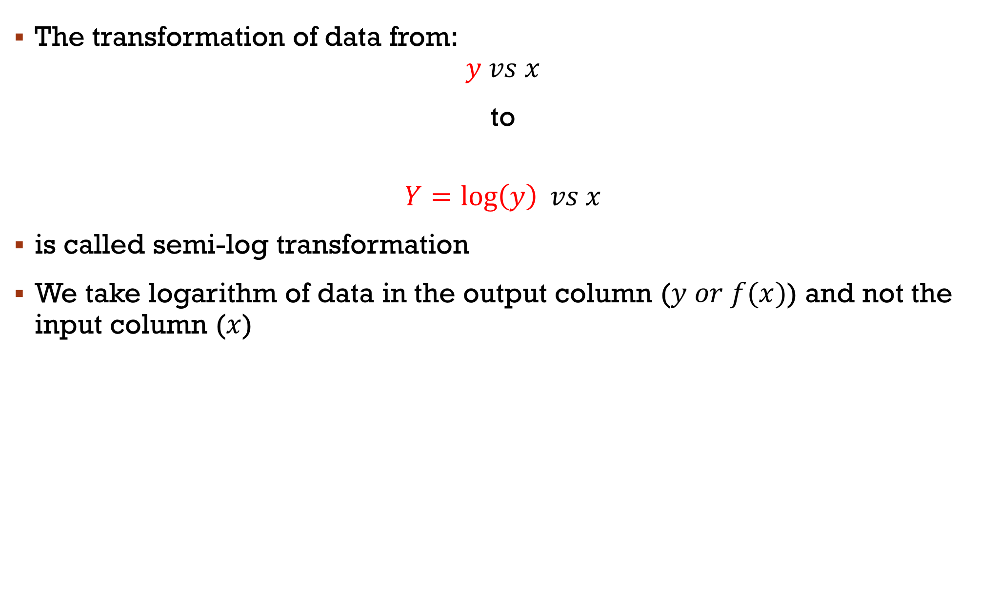 ▪ The transformation of data from:
y vs x
to
Y = log(y) vs x
▪ is called semi-log transformation
▪ We take logarithm of data in the output column (y or f(x)) and not the
input column (x)